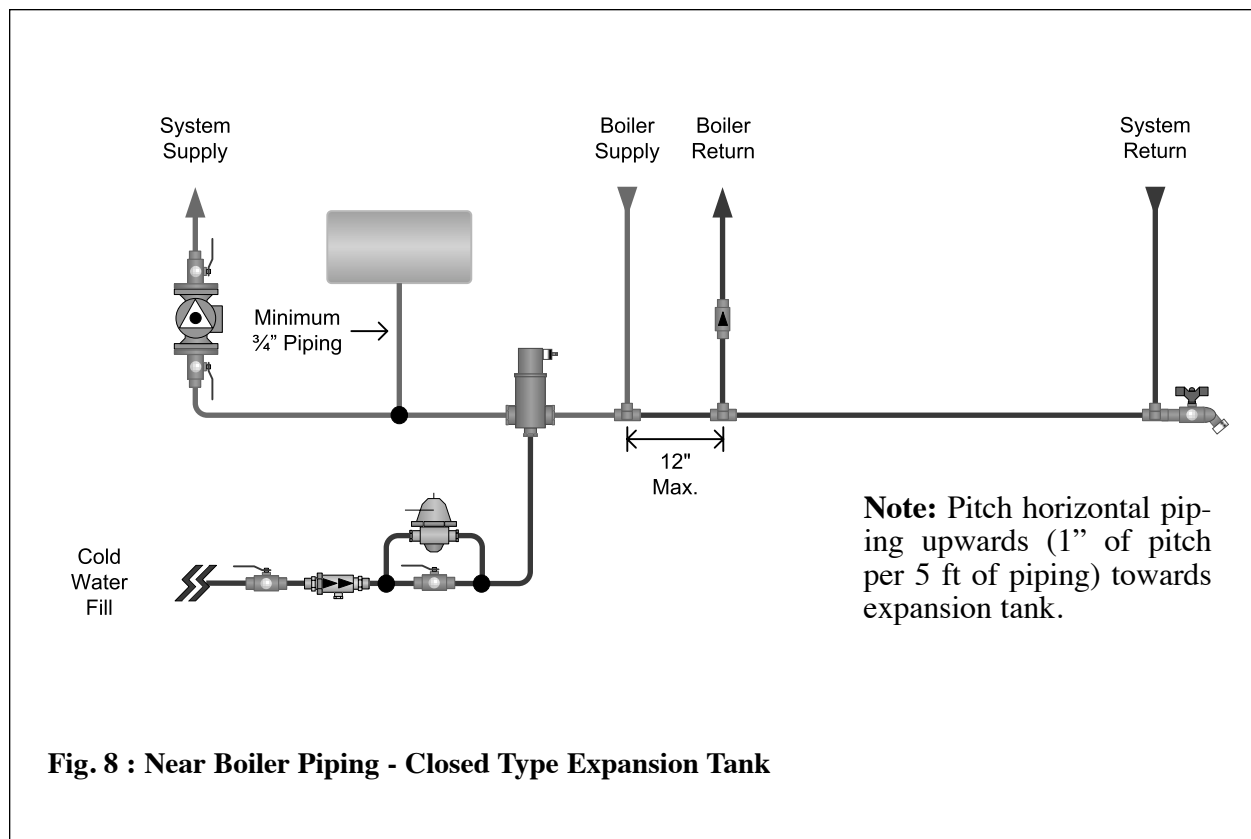 System
Supply
Boiler
Supply
Boiler
Return
System
Return
Minimum
¾” Piping
12"
Max.
Note: Pitch horizontal pip-
ing upwards (1” of pitch
per 5 ft of piping) towards
expansion tank.
Cold
Water
Fill
Fig. 8 : Near Boiler Piping - Closed Type Expansion Tank